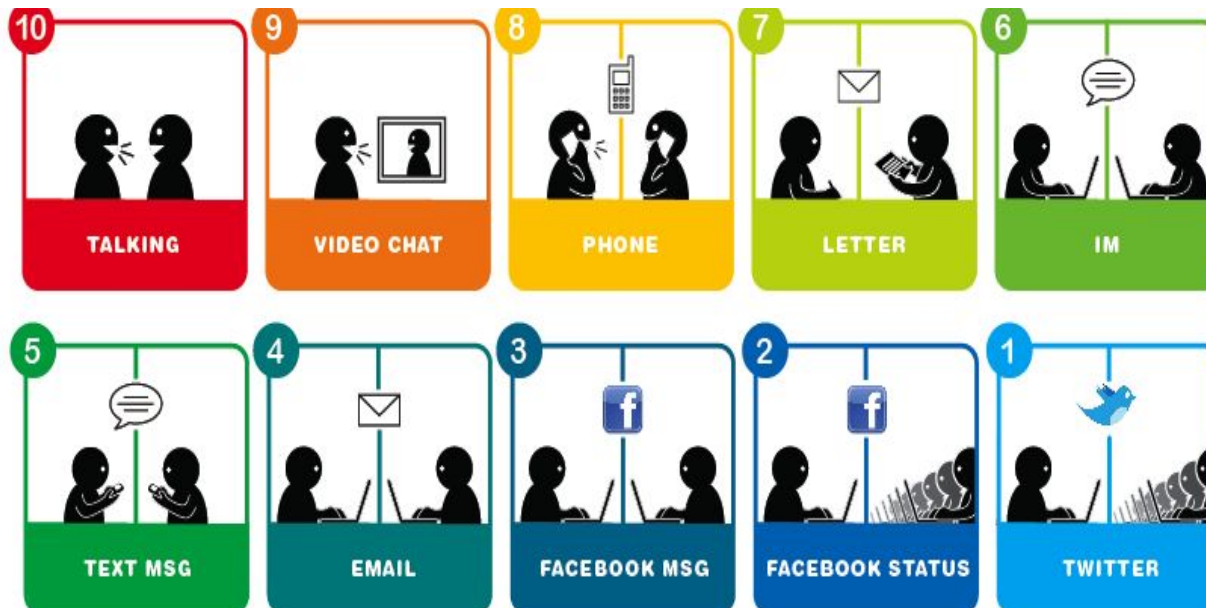 10
9
8
7
6
TALKING
VIDEO CHAT
PHONE
LETTER
IM
5
4
3
2
1
f
f
TEXT MSG
EMAIL
FACEBOOK MSG
FACEBOOK STATUS
TWITTER